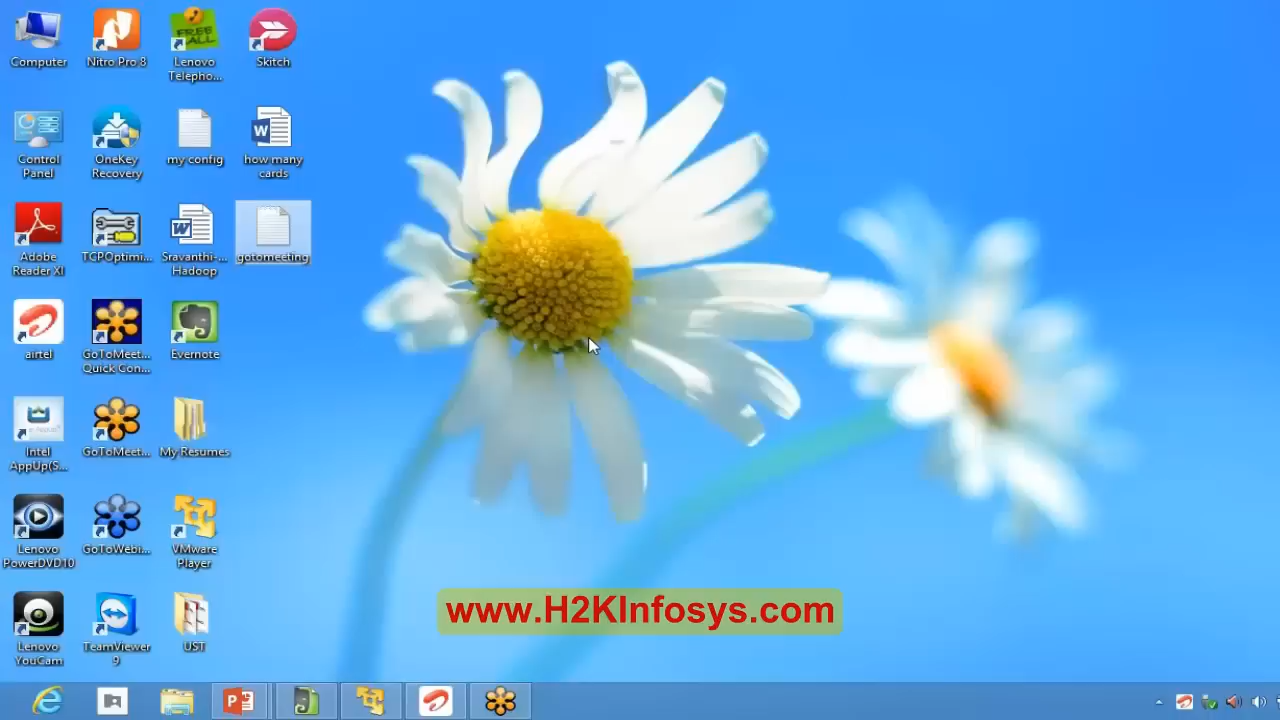 Computer
Nitro Pro 8
Lenovo
Telepho...
FREE
CALL
Skitch
Control
Panel
OneKey
Recovery
my config
how many
cards
Adobe
Reader XI
TCPOptimi...
Sravanthi-...
Hadoop
gotomeeting
airtel
GoToMeet...
Quick Con...
Evernote
Intel
AppUp(S...
GoToMeet...
My Resumes
Lenovo
PowerDVD10
GoToWebi...
VMware
Player
Lenovo
YouCam
TeamViewer
9
UST
www.H2KInfosys.com